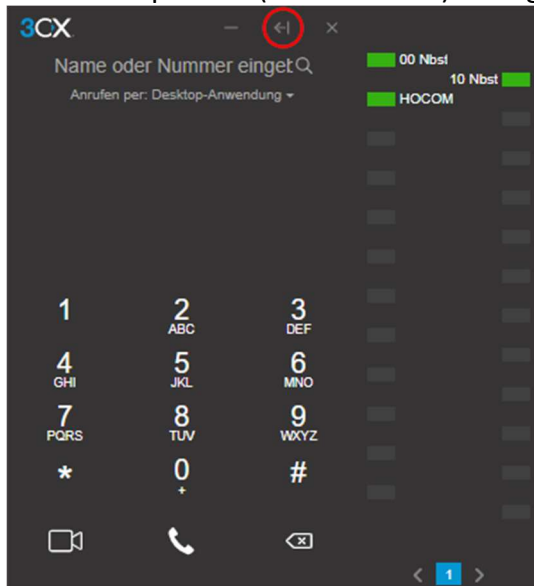 3CX
Name oder Nummer einget
Anrufen per: Desktop-Anwendung
00 Nbst
10 Nbst
HOCOM
1
2
ABC
3
DEF
4
GHI
5
JKL
6
MNO
7
PQRS
8
TUV
9
WXYZ
*
0
+
#
1